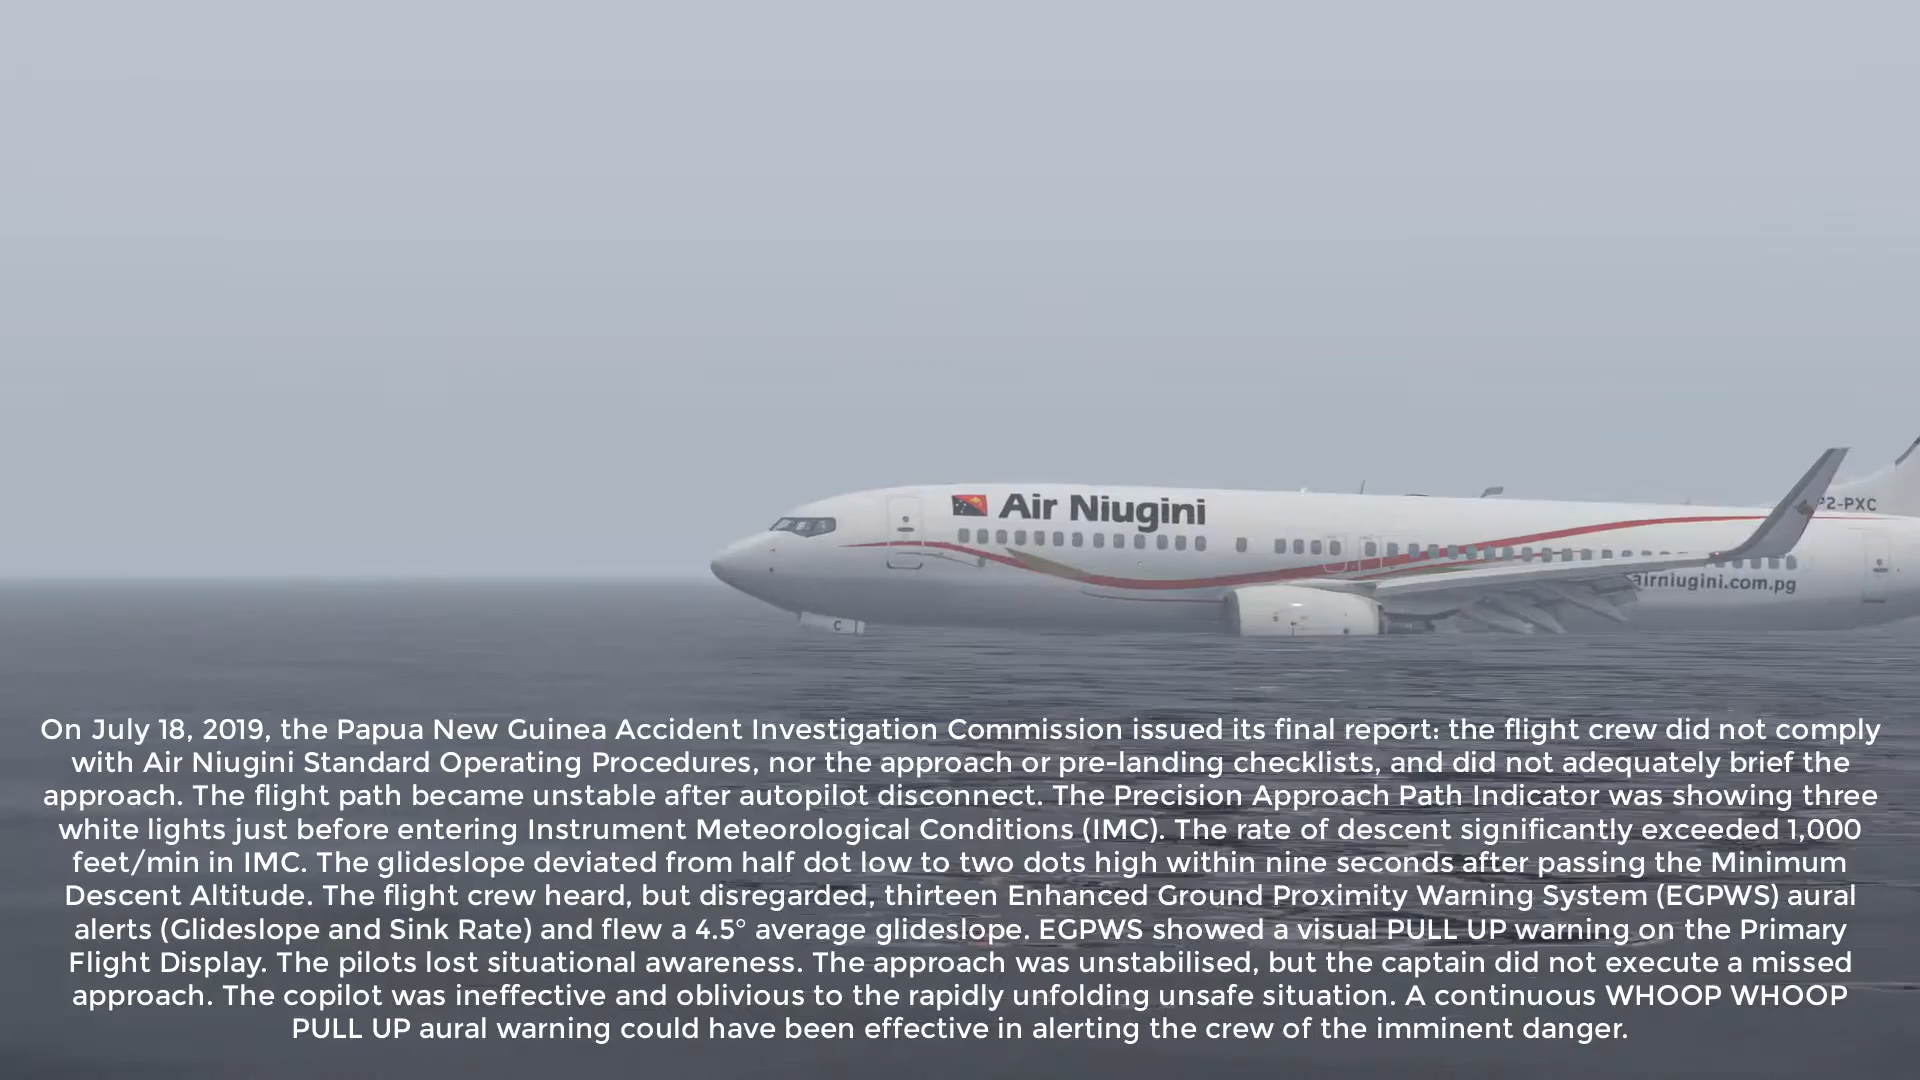 Air Niugini
P2-PXC
airniugini.com.pg
C
On July 18, 2019, the Papua New Guinea Accident Investigation Commission issued its final report: the flight crew did not comply
with Air Niugini Standard Operating Procedures, nor the approach or pre-landing checklists, and did not adequately brief the
approach. The flight path became unstable after autopilot disconnect. The Precision Approach Path Indicator was showing three
white lights just before entering Instrument Meteorological Conditions (IMC). The rate of descent significantly exceeded 1,000
feet/min in IMC. The glideslope deviated from half dot low to two dots high within nine seconds after passing the Minimum
Descent Altitude. The flight crew heard, but disregarded, thirteen Enhanced Ground Proximity Warning System (EGPWS) aural
alerts (Glideslope and Sink Rate) and flew a 4.5° average glideslope. EGPWS showed a visual PULL UP warning on the Primary
Flight Display. The pilots lost situational awareness. The approach was unstabilised, but the captain did not execute a missed
approach. The copilot was ineffective and oblivious to the rapidly unfolding unsafe situation. A continuous WHOOP WHOOP
PULL UP aural warning could have been effective in alerting the crew of the imminent danger.